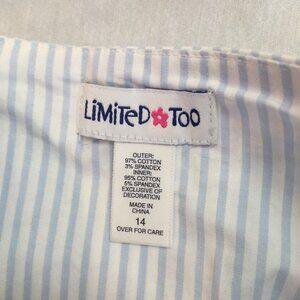 LiMiTeD TOO
OUTER:
97% COTTON
3% SPANDEX
INNER:
95% COTTON
5% SPANDEX
EXCLUSIVE OF
DECORATION
MADE IN
CHINA
14
OVER FOR CARE